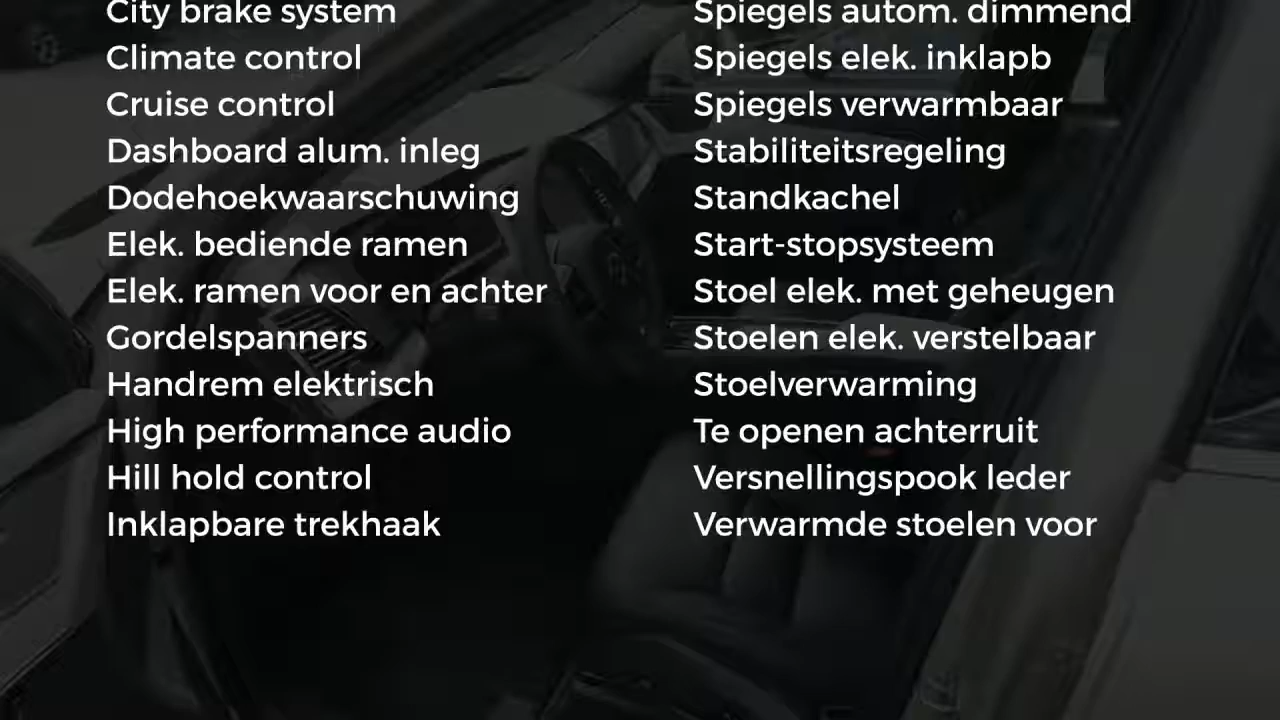 City brake system
Climate control
Cruise control
Dashboard alum. inleg
Dodehoekwaarschuwing
Elek. bediende ramen
Elek. ramen voor en achter
Gordelspanners
Handrem elektrisch
High performance audio
Hill hold control
Inklapbare trekhaak
Spiegels autom. dimmend
Spiegels elek. inklapb
Spiegels verwarmbaar
Stabiliteitsregeling
Standkachel
Start-stopsysteem
Stoel elek. met geheugen
Stoelen elek. verstelbaar
Stoelverwarming
Te openen achterruit
Versnellingspook leder
Verwarmde stoelen voor